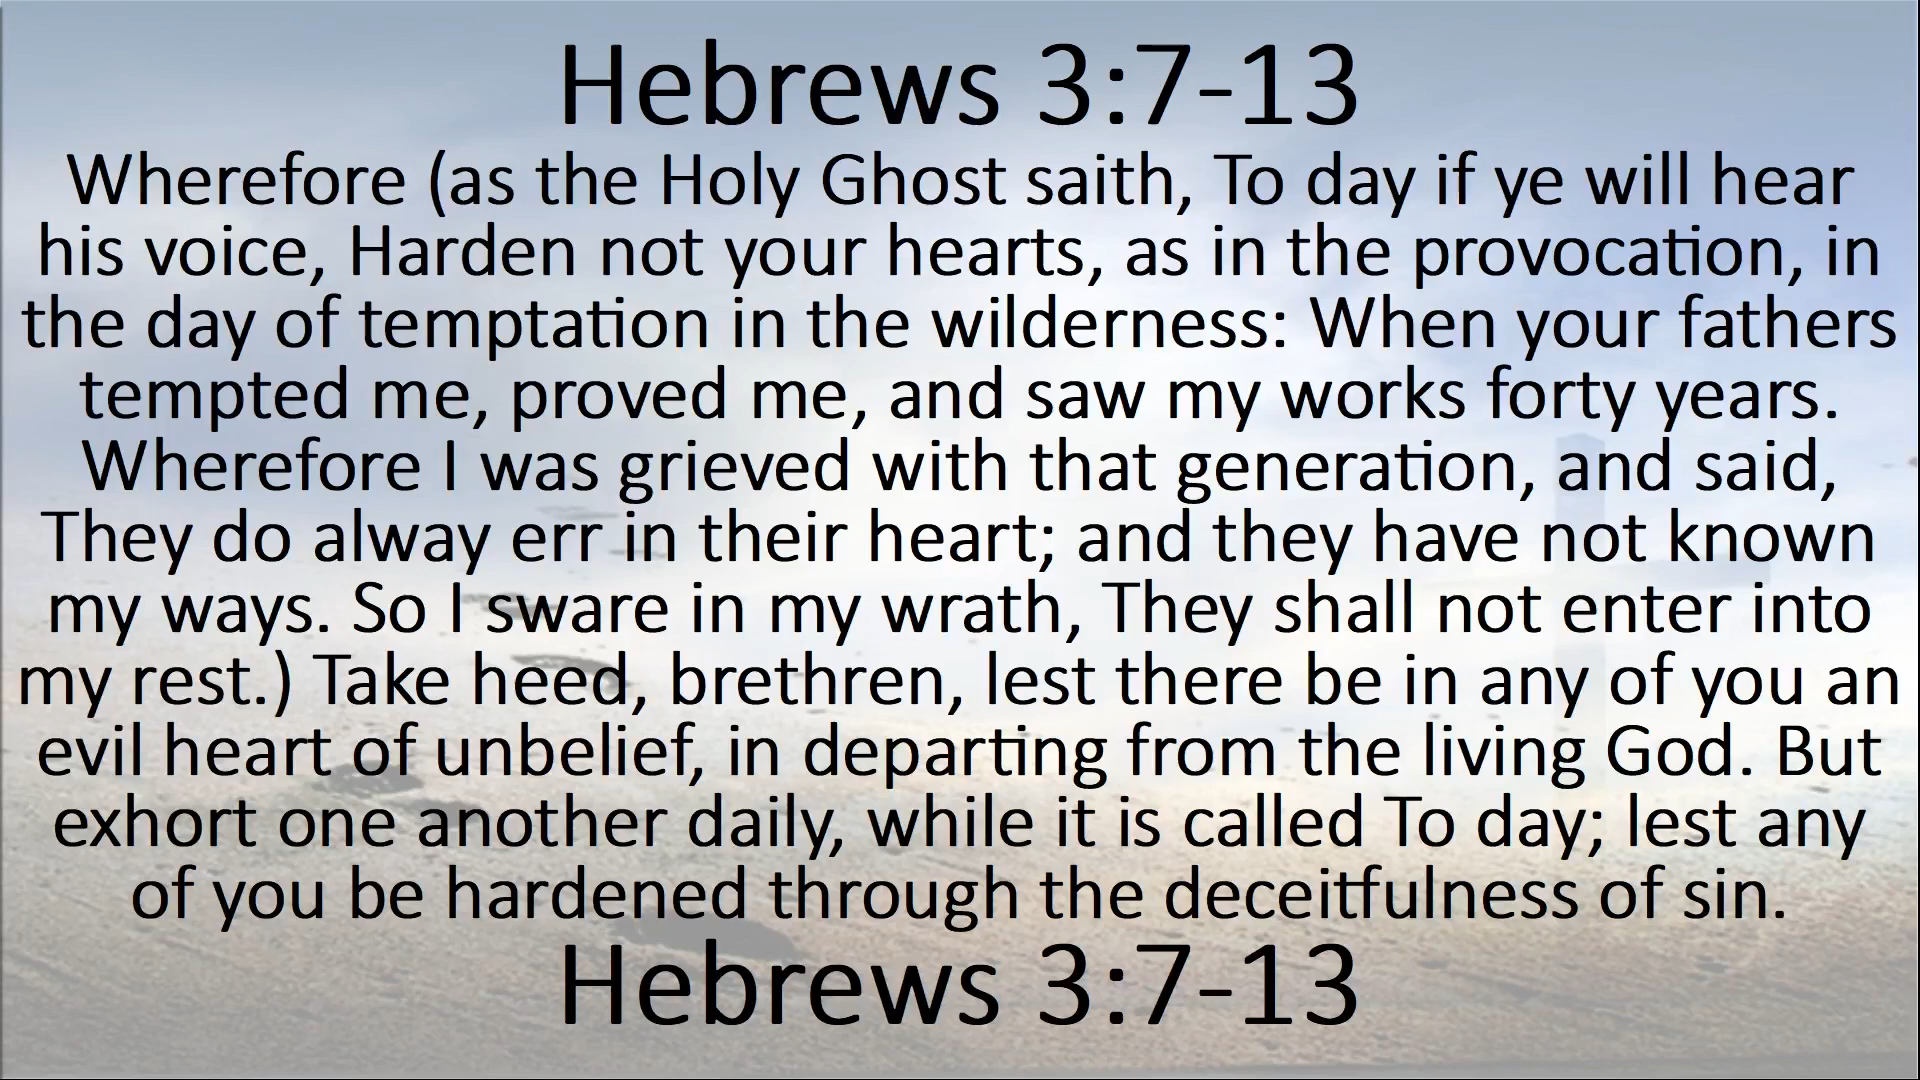 Hebrews 3:7-13
Wherefore (as the Holy Ghost saith, To day if ye will hear
his voice, Harden not your hearts, as in the provocation, in
the day of temptation in the wilderness: When your fathers
tempted me, proved me, and saw my works forty years.
Wherefore I was grieved with that generation, and said,
They do alway err in their heart; and they have not known
my ways. So I sware in my wrath, They shall not enter into
my rest.) Take heed, brethren, lest there be in any of you an
evil heart of unbelief, in departing from the living God. But
exhort one another daily, while it is called To day; lest any
of you be hardened through the deceitfulness of sin.
Hebrews 3:7-13